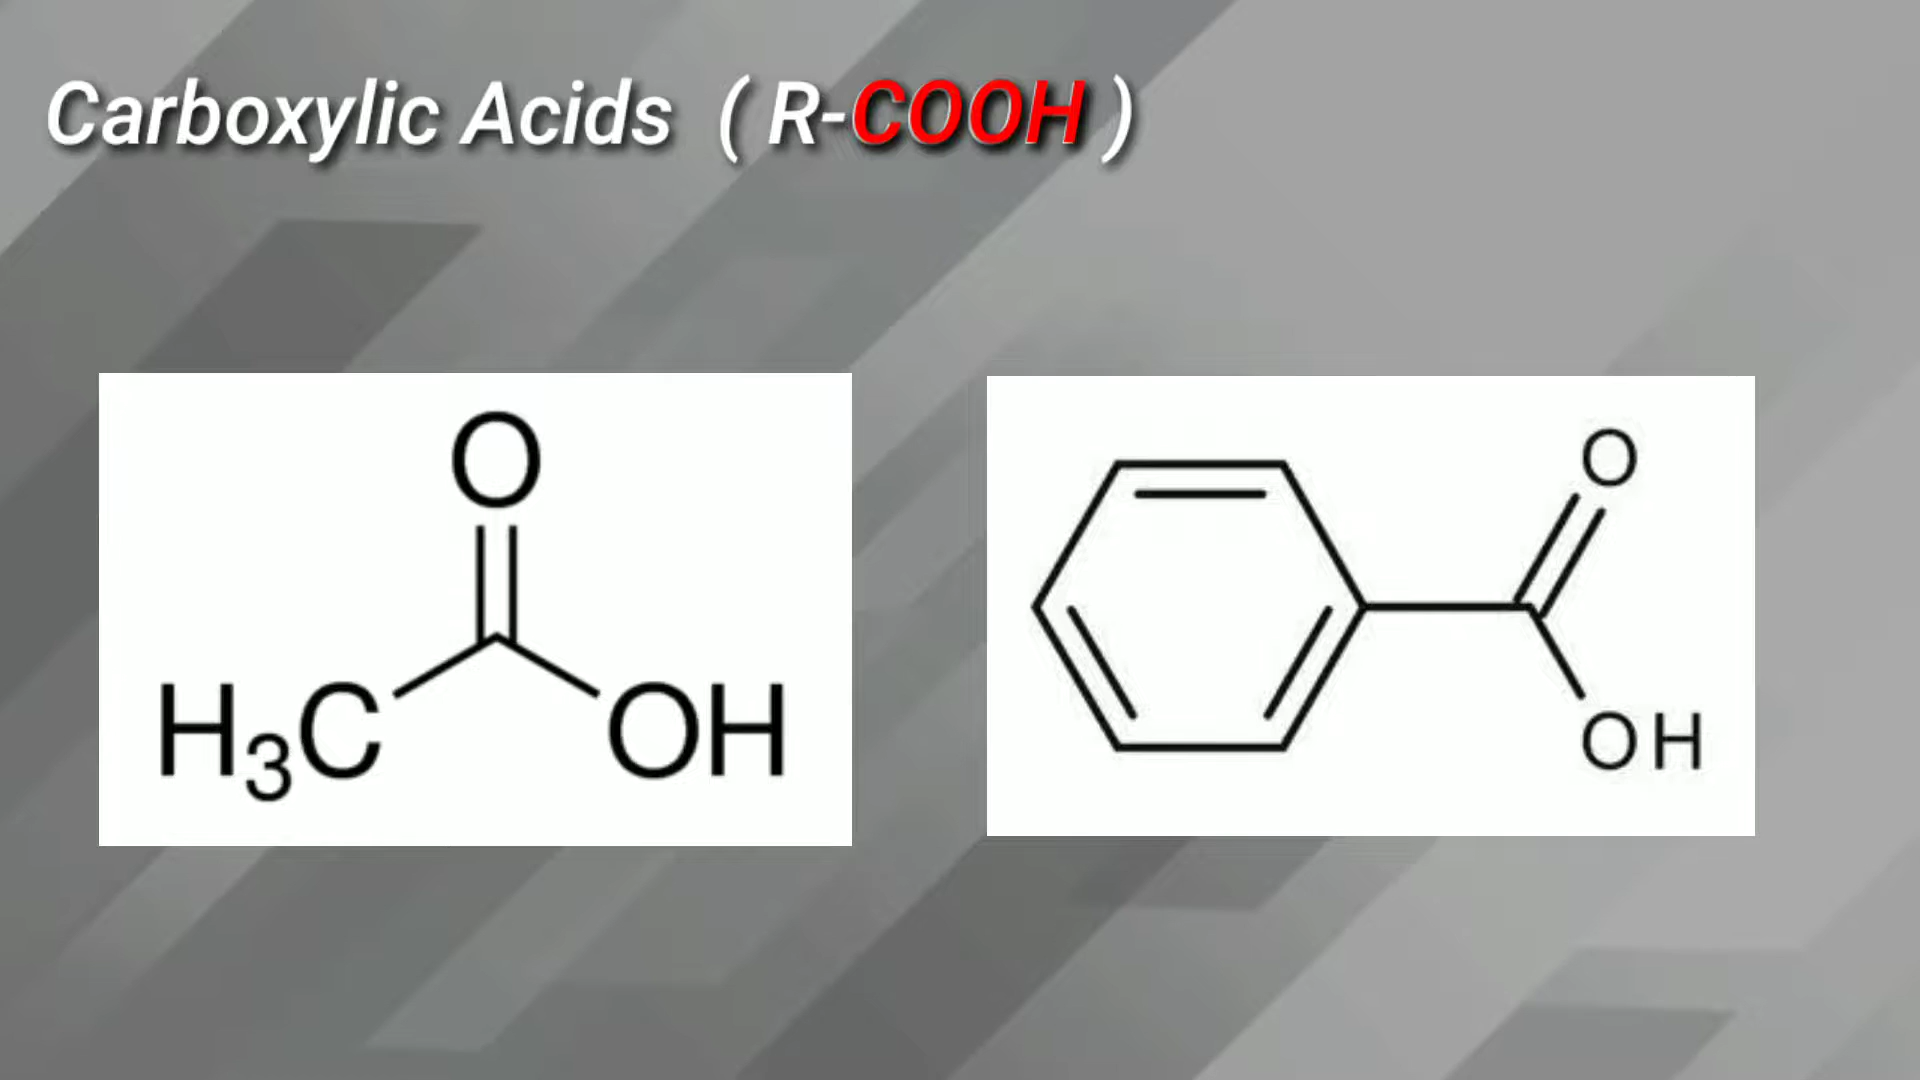 Carboxylic Acids ( R-COOH )
O
H₃C OH
O
OH